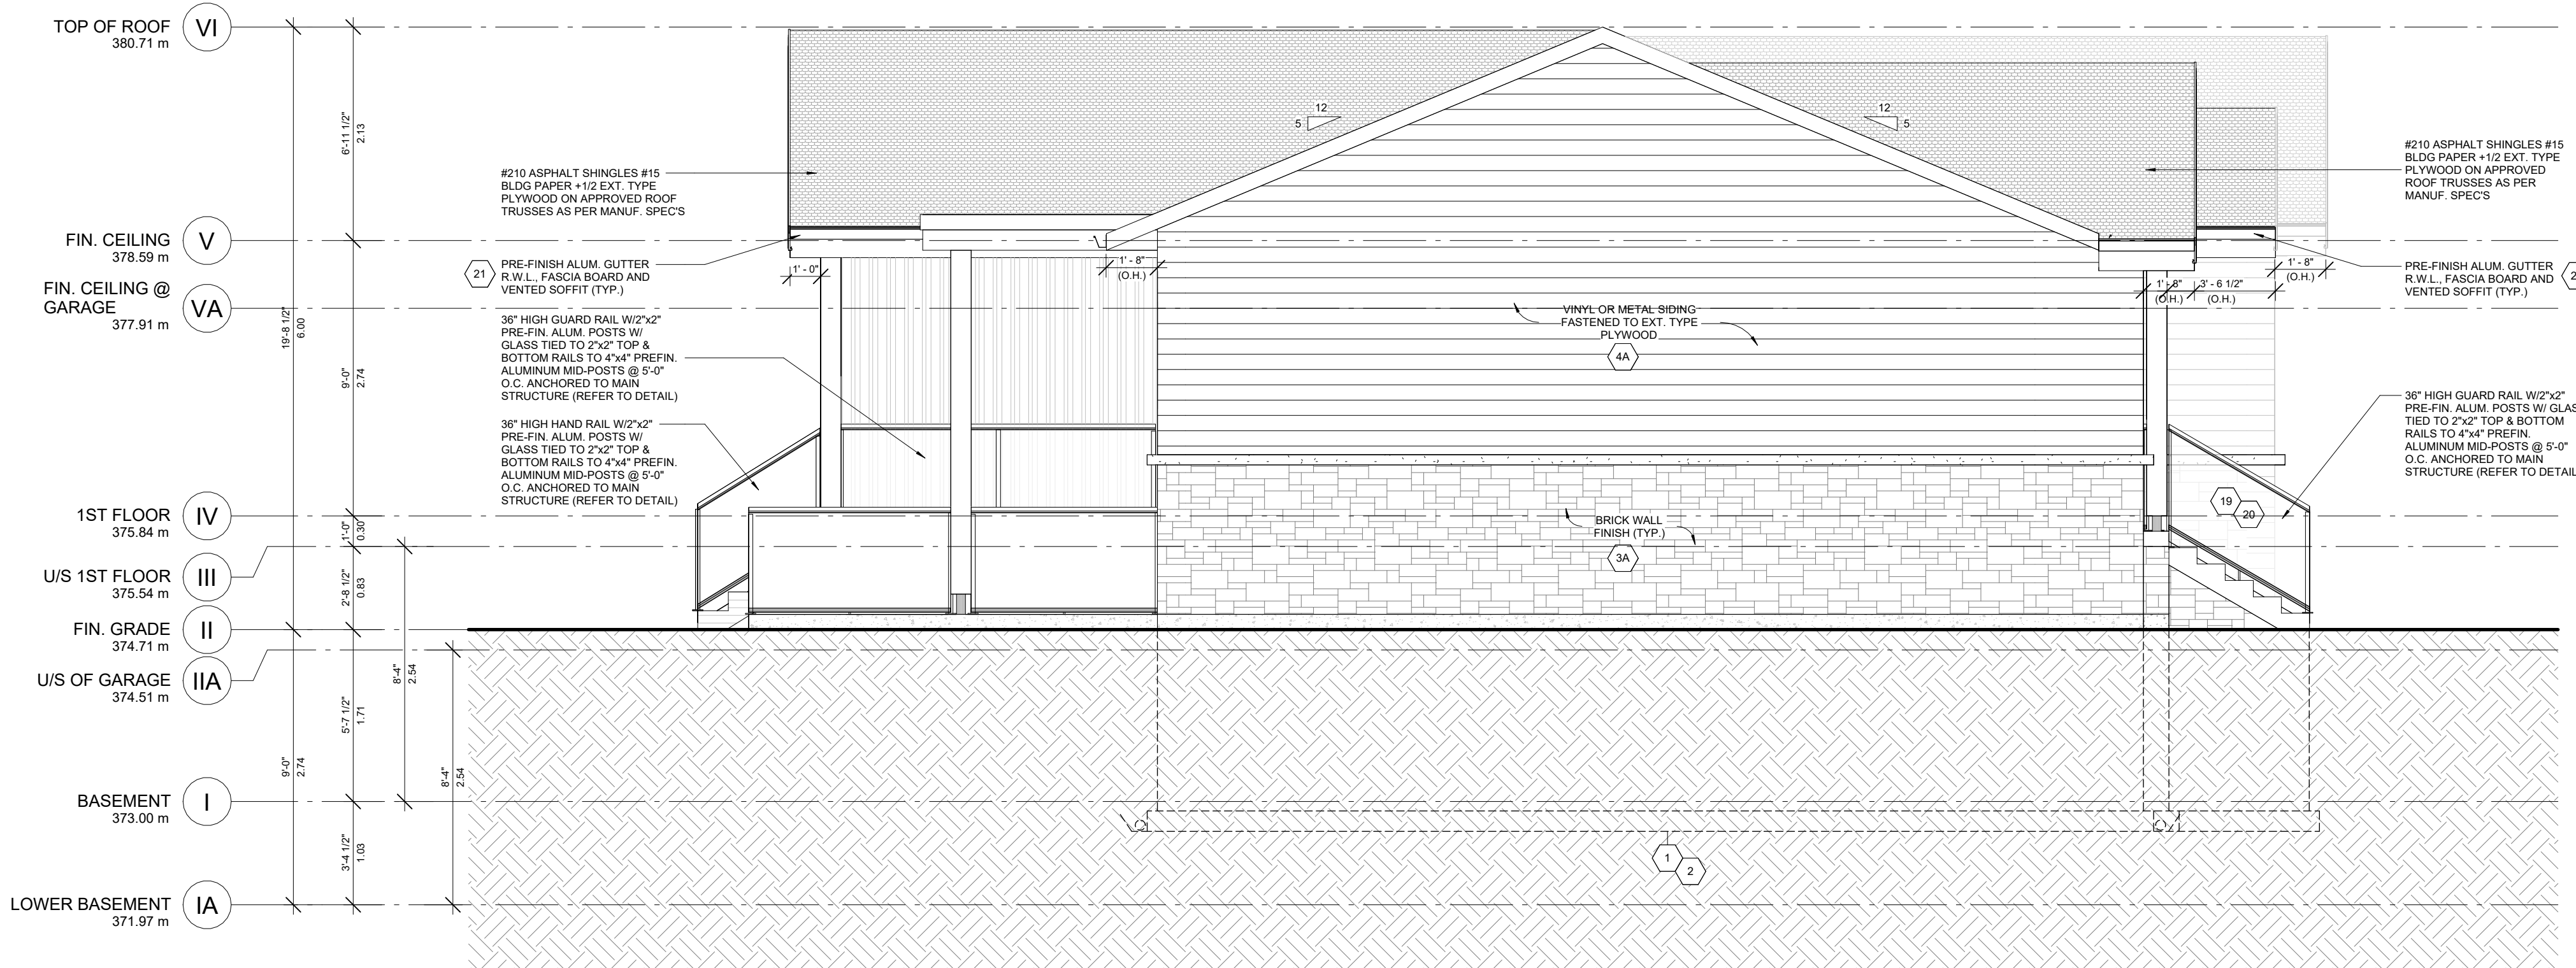 TOP OF ROOF
380.71 m
VI
FIN. CEILING
378.59 m
V
FIN. CEILING @
GARAGE
377.91 m
VA
1ST FLOOR
375.84 m
IV
U/S 1ST FLOOR
375.54 m
III
FIN. GRADE
374.71 m
II
U/S OF GARAGE
374.51 m
IIA
BASEMENT
373.00 m
I
LOWER BASEMENT
371.97 m
IA
19'-8 1/2"
6.00
9'-0"
2.74
6'-11 1/2"
2.13
9'-0"
2.74
1'-0"
0.30
2'-8 1/2"
0.83
5'-7 1/2"
1.71
3'-4 1/2"
1.03
8'-4"
2.54
8'-4"
2.54
#210 ASPHALT SHINGLES #15
BLDG PAPER +1/2 EXT. TYPE
PLYWOOD ON APPROVED ROOF
TRUSSES AS PER MANUF. SPEC'S
21
PRE-FINISH ALUM. GUTTER
R.W.L., FASCIA BOARD AND
VENTED SOFFIT (TYP.)
36" HIGH GUARD RAIL W/2"x2"
PRE-FIN. ALUM. POSTS W/
GLASS TIED TO 2"x2" TOP &
BOTTOM RAILS TO 4"x4" PREFIN.
ALUMINUM MID-POSTS @ 5'-0"
O.C. ANCHORED TO MAIN
STRUCTURE (REFER TO DETAIL)
36" HIGH HAND RAIL W/2"x2"
PRE-FIN. ALUM. POSTS W/
GLASS TIED TO 2"x2" TOP &
BOTTOM RAILS TO 4"x4" PREFIN.
ALUMINUM MID-POSTS @ 5'-0"
O.C. ANCHORED TO MAIN
STRUCTURE (REFER TO DETAIL)
1' - 0"
1' - 8"
(O.H.)
12
5
12
5
VINYL OR METAL SIDING
FASTENED TO EXT. TYPE
PLYWOOD
4A
BRICK WALL
FINISH (TYP.)
3A
1
2
1' - 8"
(O.H.)
3' - 6 1/2"
(O.H.)
1' - 8"
(O.H.)
19
20
#210 ASPHALT SHINGLES #15
BLDG PAPER +1/2 EXT. TYPE
PLYWOOD ON APPROVED
ROOF TRUSSES AS PER
MANUF. SPEC'S
PRE-FINISH ALUM. GUTTER
R.W.L., FASCIA BOARD AND
VENTED SOFFIT (TYP.)
36" HIGH GUARD RAIL W/2"x2"
PRE-FIN. ALUM. POSTS W/
TIED TO 2"x2" TOP & BOTTOM
RAILS TO 4"x4" PREFIN.
ALUMINUM MID-POSTS @ 5'-0"
O.C. ANCHORED TO MAIN
STRUCTURE (REFER TO DETAIL